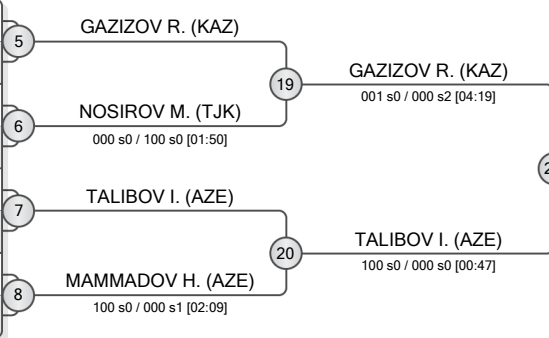 5
GAZIZOV R. (KAZ)
19
GAZIZOV R. (KAZ)
001 s0 / 000 s2 [04:19]
6
NOSIROV M. (TJK)
000 s0 / 100 s0 [01:50]
7
TALIBOV I. (AZE)
20
TALIBOV I. (AZE)
100 s0 / 000 s0 [00:47]
8
MAMMADOV H. (AZE)
100 s0 / 000 s1 [02:09]